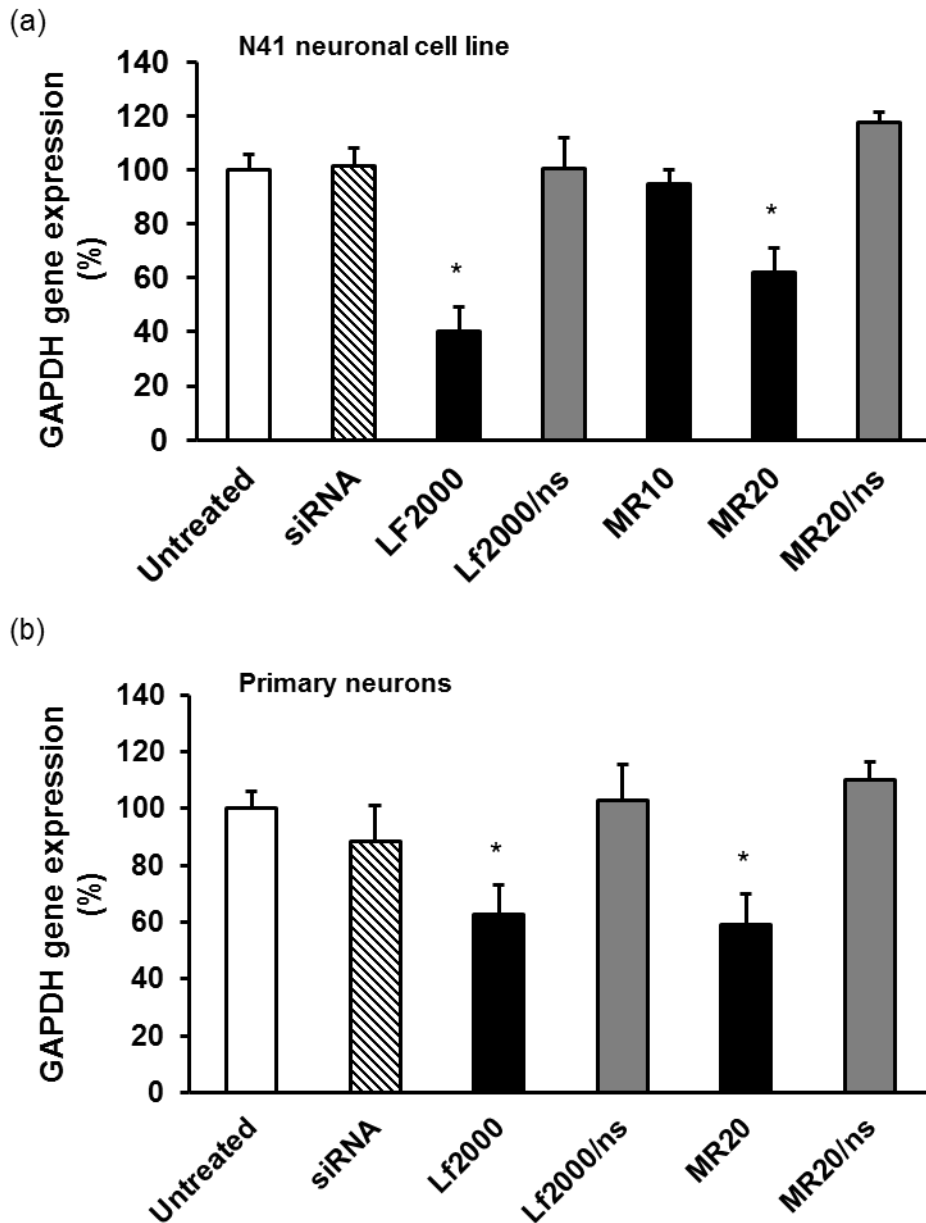 (a)
N41 neuronal cell line
GAPDH gene expression
(%)
140
120
100
80
60
40
20
0
*
*
Untreated
siRNA
LF2000
Lf2000/ns
MR10
MR20
MR20/ns
(b)
Primary neurons
GAPDH gene expression
(%)
140
120
100
80
60
40
20
0
*
*
Untreated
siRNA
Lf2000
Lf2000/ns
MR20
MR20/ns